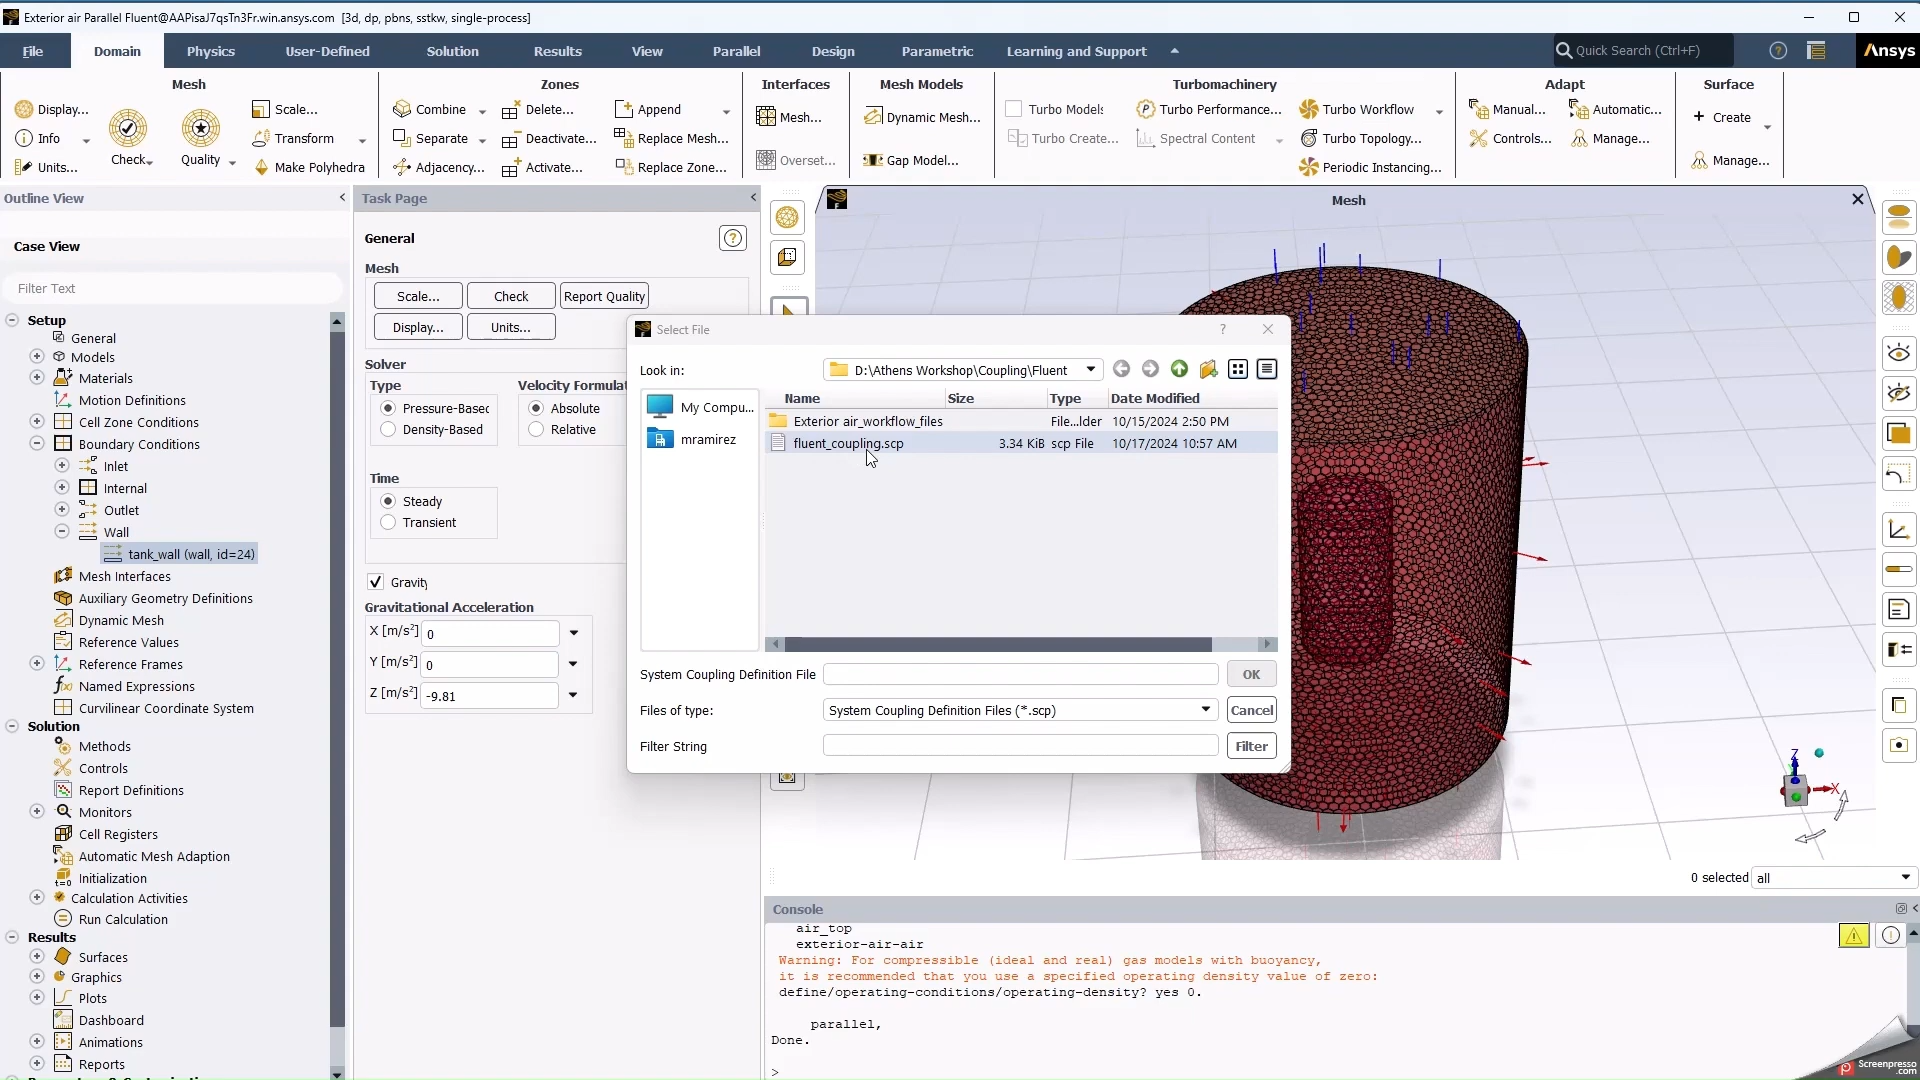 Exterior air Parallel Fluent@AAPisaJ7qsTn3Fr.win.ansys.com [3d, dp, pbns, sstkw, single-process]
File Domain Physics User-Defined Solution Results View Parallel Design Parametric Learning and Support Quick Search (Ctrl+F) Ansys
Mesh Zones Interfaces Mesh Models Turbomachinery Adapt Surface
Display... Scale... Combine Delete... Append Mesh... Dynamic Mesh... Turbo Models Turbo Performance... Turbo Workflow Manual... Automatic... Create
Info Check Quality Transform Separate Deactivate... Replace Mesh... Turbo Create... Spectral Content Turbo Topology... Controls... Manage...
Units... Make Polyhedra Adjacency... Activate... Replace Zone... Overset... Gap Model... Periodic Instancing... Manage...
Outline View
Case View
Filter Text
Setup
General
Models
Materials
Motion Definitions
Cell Zone Conditions
Boundary Conditions
Inlet
Internal
Outlet
Wall
tank_wall (wall, id=24)
Mesh Interfaces
Auxiliary Geometry Definitions
Dynamic Mesh
Reference Values
Reference Frames
Named Expressions
Curvilinear Coordinate System
Solution
Methods
Controls
Report Definitions
Monitors
Cell Registers
Automatic Mesh Adaption
Initialization
Calculation Activities
Run Calculation
Results
Surfaces
Graphics
Plots
Dashboard
Animations
Reports
Task Page
General
Mesh
Scale... Check Report Quality
Display... Units...
Solver
Type Velocity Formulat
Pressure-Basec Absolute
Density-Based Relative
Time
Steady
Transient
Gravity
Gravitational Acceleration
X [m/s²] 0
Y [m/s²] 0
Z [m/s²] -9.81
Mesh
Select File
Look in: D:\Athens Workshop\Coupling\Fluent
My Compu...
mramirez
Name Size Type Date Modified
Exterior air_workflow_files File...lder 10/15/2024 2:50 PM
fluent_coupling.scp 3.34 KiB scp File 10/17/2024 10:57 AM
System Coupling Definition File OK
Files of type: System Coupling Definition Files (*.scp) Cancel
Filter String Filter
Z
X
0 selected all
Console
air_top
exterior-air-air
Warning: For compressible (ideal and real) gas models with buoyancy,
it is recommended that you use a specified operating density value of zero:
define/operating-conditions/operating-density? yes 0.
parallel,
Done.
>
Screenpresso
.com